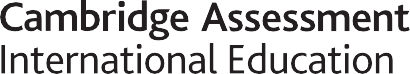 Cambridge Assessment
International Education